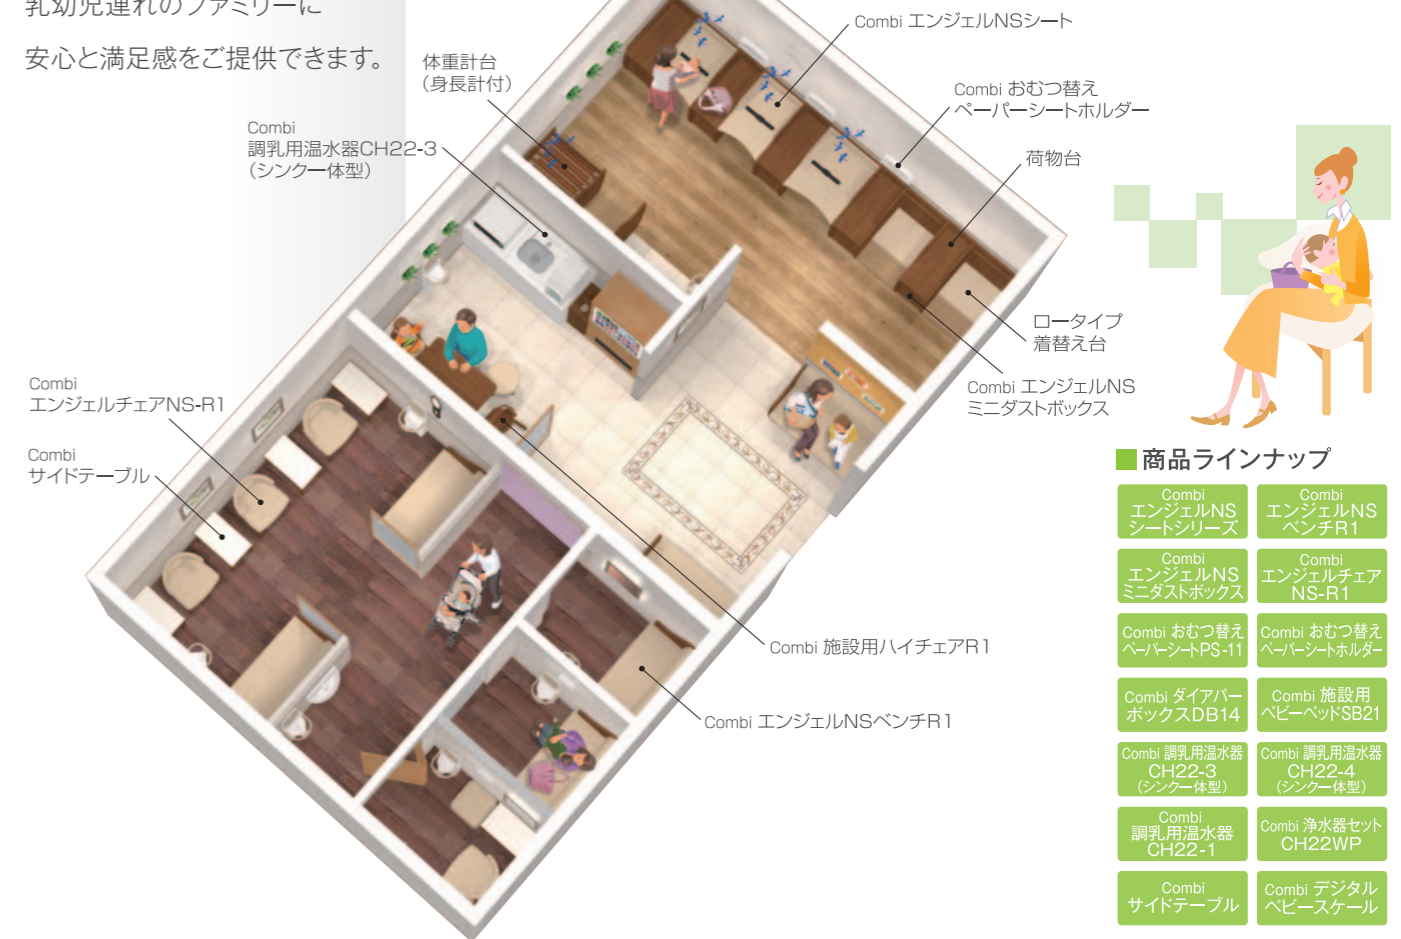 乳幼児連れのファミリーに
安心と満足感をご提供できます。
体重計台
（身長計付）
Combi
調乳用温水器CH22-3
（シンク一体型）
Combi エンジェルNSシート
Combi おむつ替え
ペーパーシートホルダー
荷物台
ロータイプ
着替え台
Combi エンジェルNS
ミニダストボックス
Combi
エンジェルチェアNS-R1
Combi
サイドテーブル
Combi 施設用ハイチェアR1
Combi エンジェルNSベンチR1
商品ラインナップ
Combi
エンジェルNS
シートシリーズ
Combi
エンジェルNS
ベンチR1
Combi
エンジェルNS
ミニダストボックス
Combi
エンジェルチェア
NS-R1
Combi おむつ替え
ペーパーシートPS-11
Combi おむつ替え
ペーパーシートホルダー
Combi ダイアパー
ボックスDB14
Combi 施設用
ベビーベッドSB21
Combi 調乳用温水器
CH22-3
（シンク一体型）
Combi 調乳用温水器
CH22-4
（シンク一体型）
Combi
調乳用温水器
CH22-1
Combi 浄水器セット
CH22WP
Combi
サイドテーブル
Combi デジタル
ベビースケール